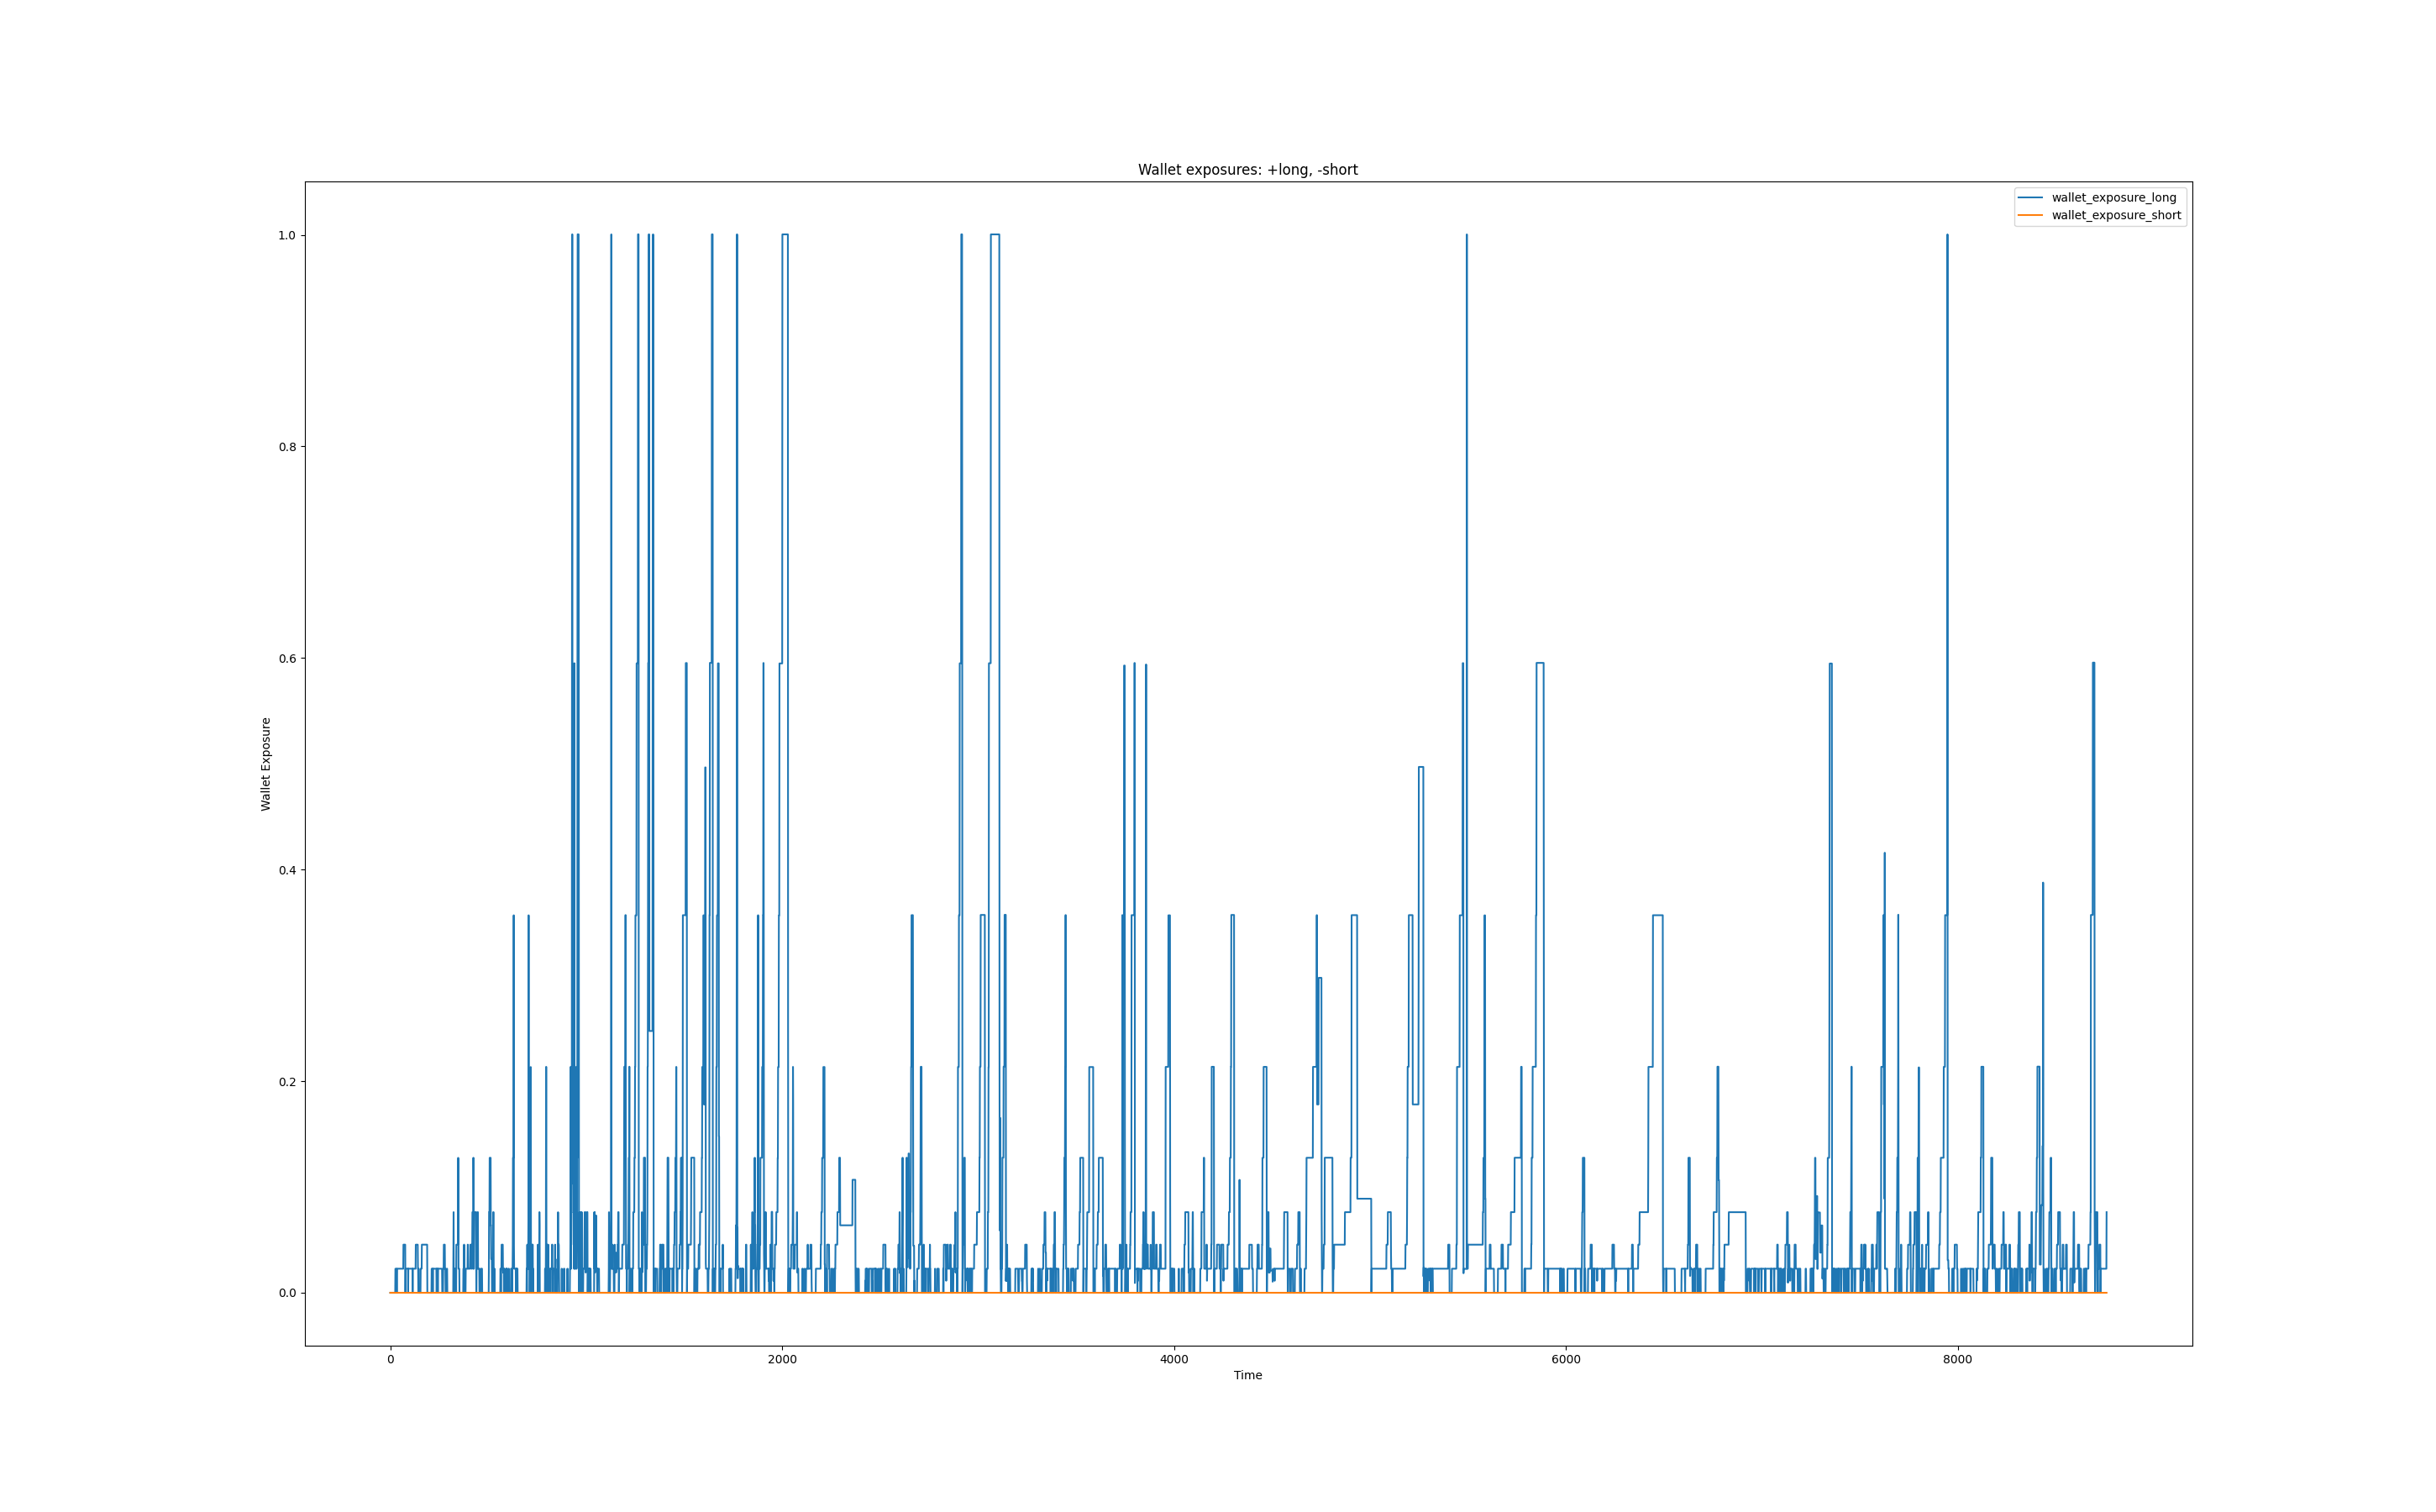 Wallet exposures: +long, -short
wallet_exposure_long
wallet_exposure_short
1.0
0.8
0.6
0.4
0.2
0.0
Wallet Exposure
0 2000 4000 6000 8000
Time